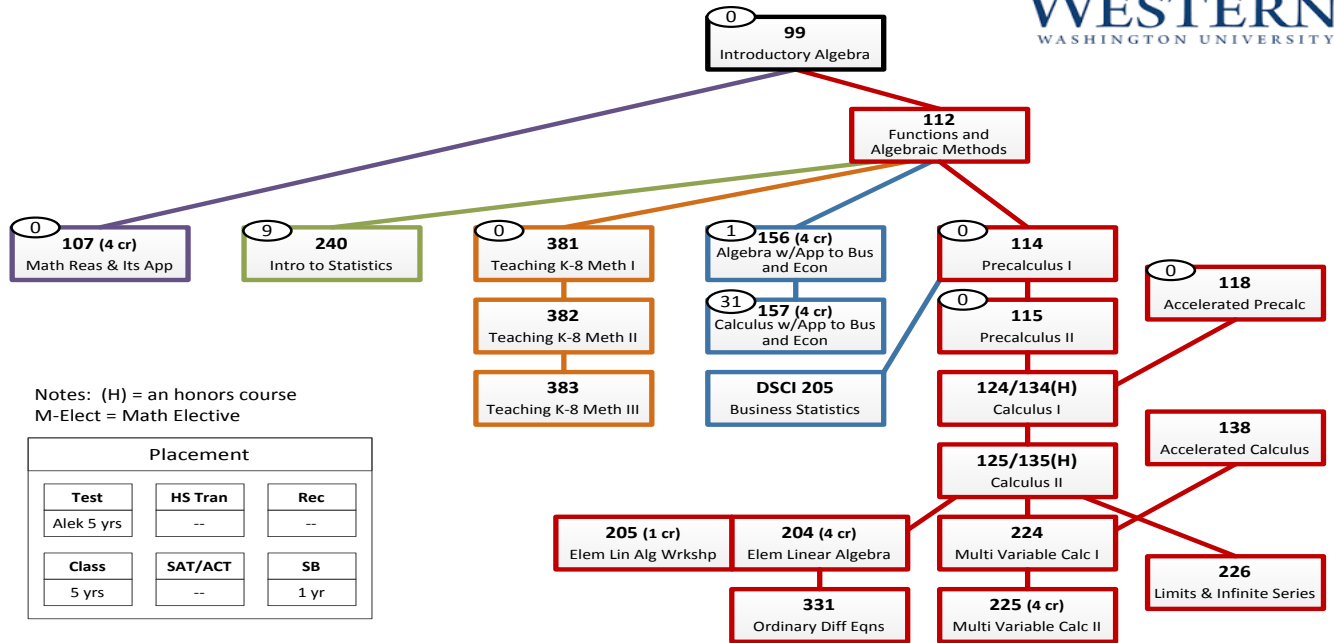 WESTERN
WASHINGTON UNIVERSITY
0
99
Introductory Algebra
112
Functions and
Algebraic Methods
0
107 (4 cr)
Math Reas & Its App
9
240
Intro to Statistics
0
381
Teaching K-8 Meth I
1
156 (4 cr)
Algebra w/App to Bus
and Econ
0
114
Precalculus I
0
118
Accelerated Precalc
382
Teaching K-8 Meth II
31
157 (4 cr)
Calculus w/App to Bus
and Econ
0
115
Precalculus II
383
Teaching K-8 Meth III
DSCI 205
Business Statistics
124/134(H)
Calculus I
138
Accelerated Calculus
125/135(H)
Calculus II
205 (1 cr)
Elem Lin Alg Wrkshp
204 (4 cr)
Elem Linear Algebra
224
Multi Variable Calc I
226
Limits & Infinite Series
331
Ordinary Diff Eqns
225 (4 cr)
Multi Variable Calc II
Notes: (H) = an honors course
M-Elect = Math Elective
Placement
Test
Alek 5 yrs
HS Tran
--
Rec
--
Class
5 yrs
SAT/ACT
--
SB
1 yr